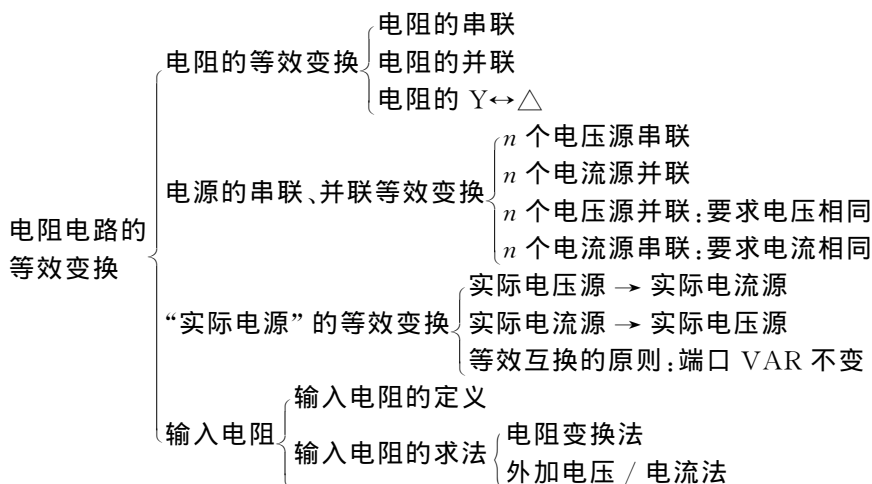 电阻电路的
等效变换
电阻的等效变换
电阻的串联
电阻的并联
电阻的 Y↔△
电源的串联、并联等效变换
n 个电压源串联
n 个电流源并联
n 个电压源并联:要求电压相同
n 个电流源串联:要求电流相同
“实际电源”的等效变换
实际电压源 → 实际电流源
实际电流源 → 实际电压源
等效互换的原则:端口 VAR 不变
输入电阻
输入电阻的定义
输入电阻的求法
电阻变换法
外加电压 / 电流法